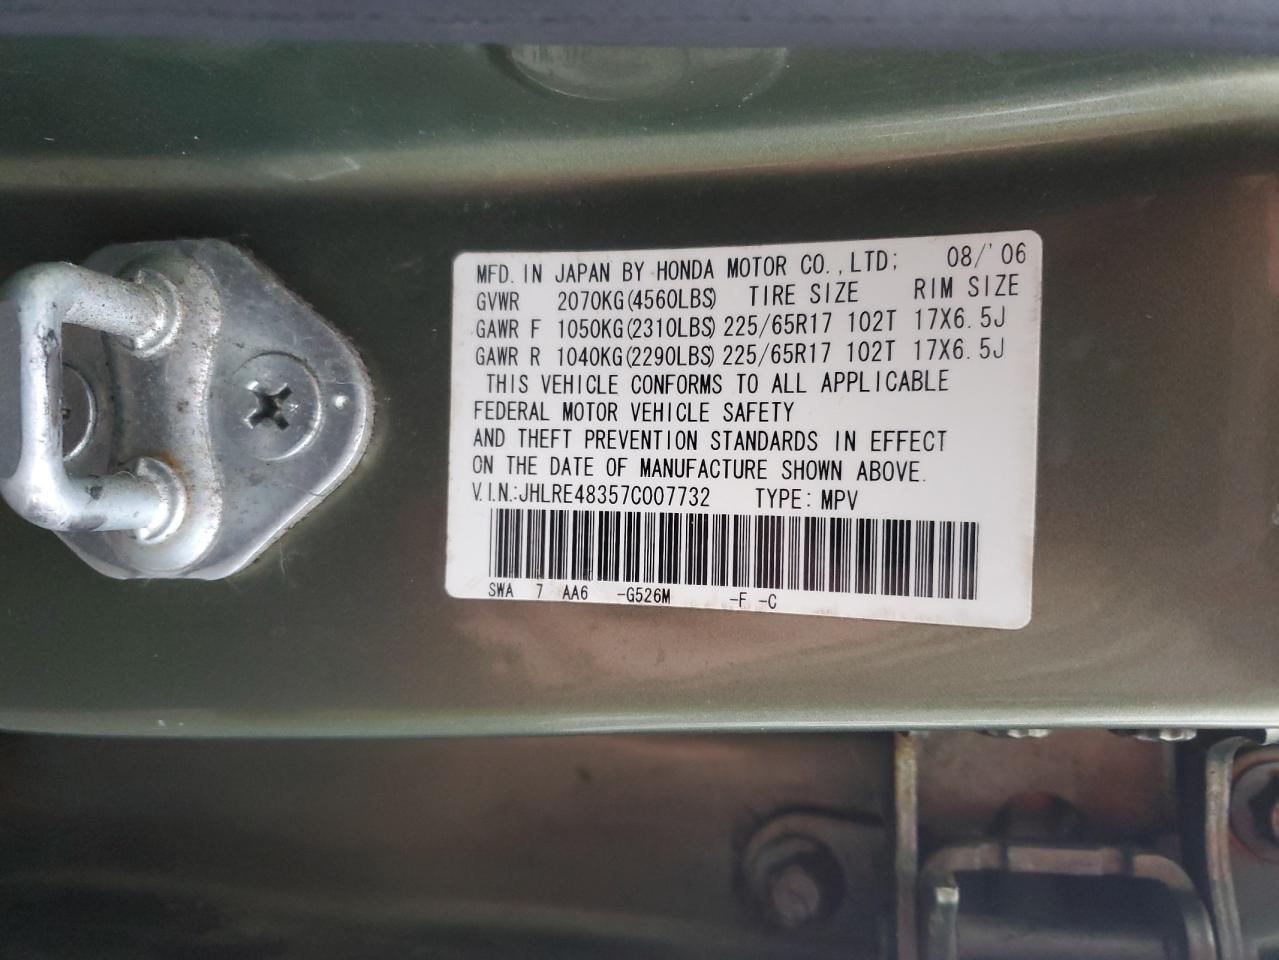 MFD. IN JAPAN BY HONDA MOTOR CO.,LTD; 08/'06
GVWR 2070KG(4560LBS) TIRE SIZE RIM SIZE
GAWR F 1050KG(2310LBS) 225/65R17 102T 17X6.5J
GAWR R 1040KG(2290LBS) 225/65R17 102T 17X6.5J
THIS VEHICLE CONFORMS TO ALL APPLICABLE
FEDERAL MOTOR VEHICLE SAFETY
AND THEFT PREVENTION STANDARDS IN EFFECT
ON THE DATE OF MANUFACTURE SHOWN ABOVE.
V.I.N.:JHLRE48357C007732 TYPE: MPV
SWA 7 AA6 -G526M -F -C